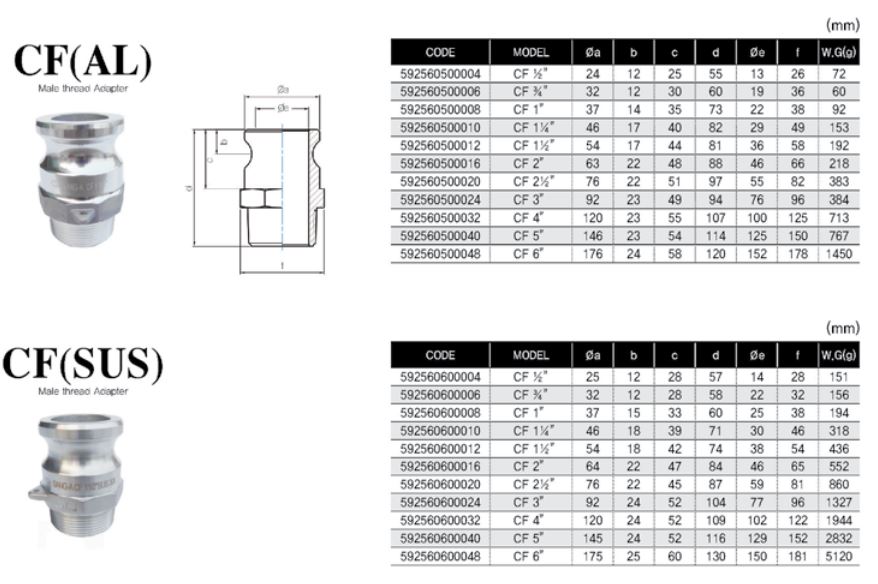 (mm)
CF(AL)
Male thread Adapter
Øa
Øe
b
c
d
f
CODE MODEL Øa b c d Øe f W.G(g)
592560500004 CF ½" 24 12 25 55 13 26 72
592560500006 CF ¾" 32 12 30 60 19 36 60
592560500008 CF 1" 37 14 35 73 22 38 92
592560500010 CF 1¼" 46 17 40 82 29 49 153
592560500012 CF 1½" 54 17 44 81 36 58 192
592560500016 CF 2" 63 22 48 88 46 66 218
592560500020 CF 2½" 76 22 51 97 55 82 383
592560500024 CF 3" 92 23 49 94 76 96 384
592560500032 CF 4" 120 23 55 107 100 125 713
592560500040 CF 5" 146 23 54 114 125 150 767
592560500048 CF 6" 176 24 58 120 152 178 1450
(mm)
CF(SUS)
Male thread Adapter
CODE MODEL Øa b c d Øe f W.G(g)
592560600004 CF ½" 25 12 28 57 14 28 151
592560600006 CF ¾" 32 12 28 58 22 32 156
592560600008 CF 1" 37 15 33 60 25 38 194
592560600010 CF 1¼" 46 18 39 71 30 46 318
592560600012 CF 1½" 54 18 42 74 38 54 436
592560600016 CF 2" 64 22 47 84 46 65 552
592560600020 CF 2½" 76 22 45 87 59 81 860
592560600024 CF 3" 92 24 52 104 77 96 1327
592560600032 CF 4" 120 24 52 109 102 122 1944
592560600040 CF 5" 145 24 52 116 129 152 2832
592560600048 CF 6" 175 25 60 130 150 181 5120